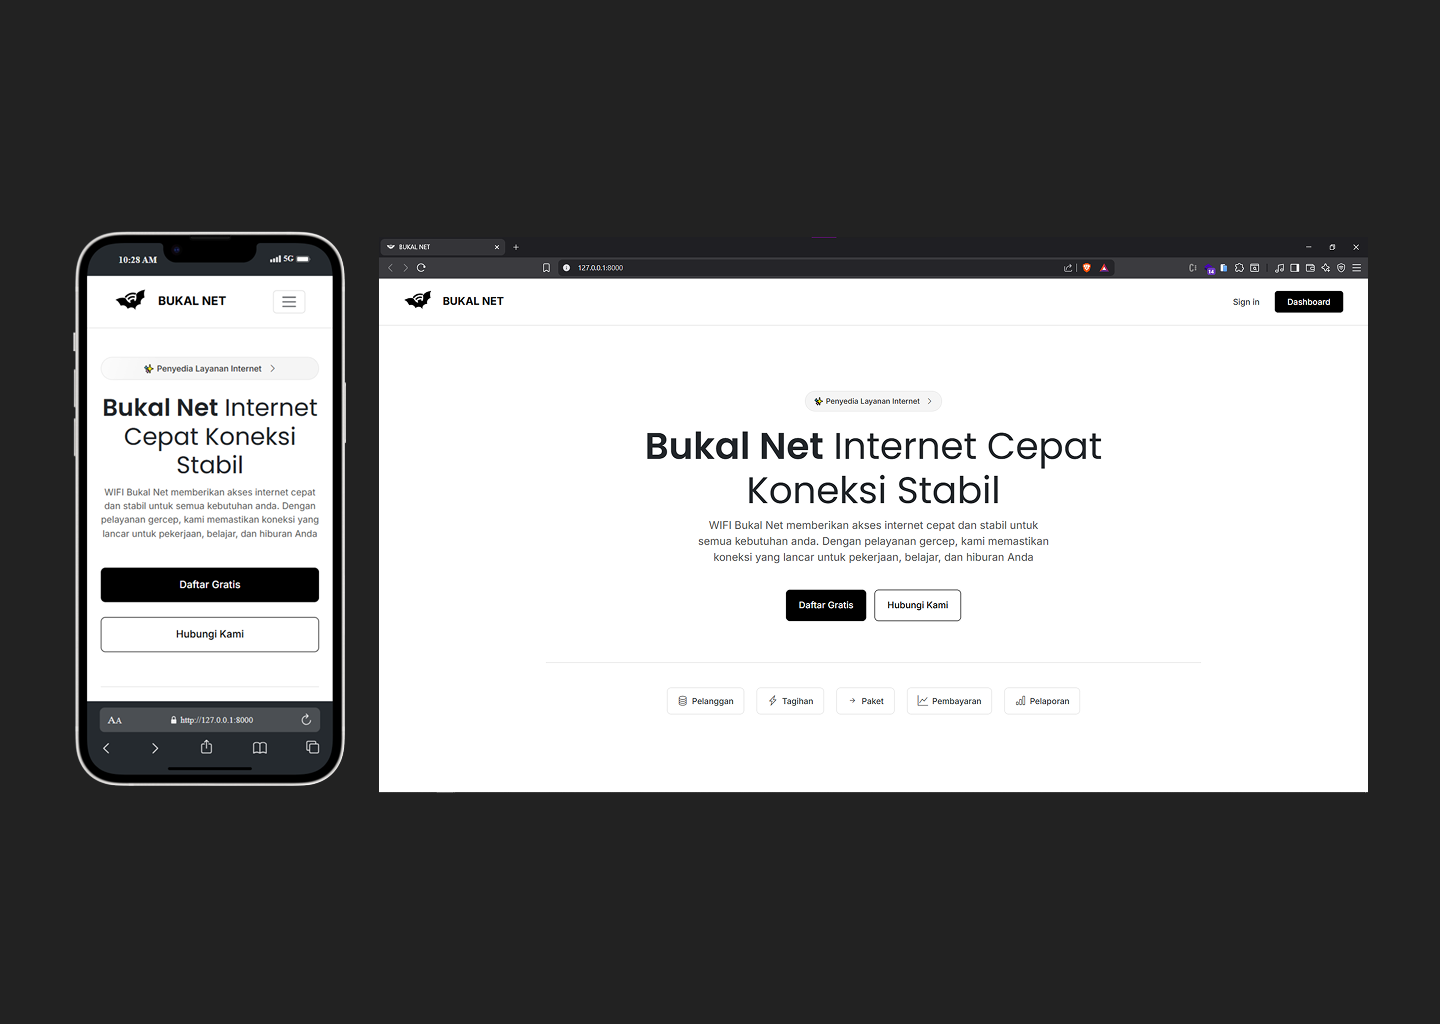 10:28 AM
5G
BUKAL NET
Penyedia Layanan Internet
Bukal Net Internet
Cepat Koneksi
Stabil
WIFI Bukal Net memberikan akses internet cepat
dan stabil untuk semua kebutuhan anda. Dengan
pelayanan gercep, kami memastikan koneksi yang
lancar untuk pekerjaan, belajar, dan hiburan Anda
Daftar Gratis
Hubungi Kami
AA
http://127.0.0.1:8000
BUKAL NET
127.0.0.1:8000
14
BUKAL NET
Sign in
Dashboard
Penyedia Layanan Internet
Bukal Net Internet Cepat
Koneksi Stabil
WIFI Bukal Net memberikan akses internet cepat dan stabil untuk
semua kebutuhan anda. Dengan pelayanan gercep, kami memastikan
koneksi yang lancar untuk pekerjaan, belajar, dan hiburan Anda
Daftar Gratis
Hubungi Kami
Pelanggan
Tagihan
Paket
Pembayaran
Pelaporan